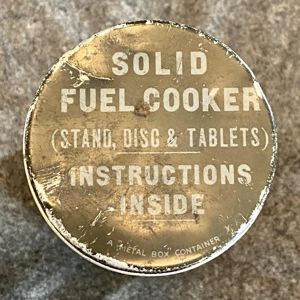 SOLID
FUEL COOKER
(STAND, DISC & TABLETS)
INSTRUCTIONS
-INSIDE
A METAL BOX CONTAINER